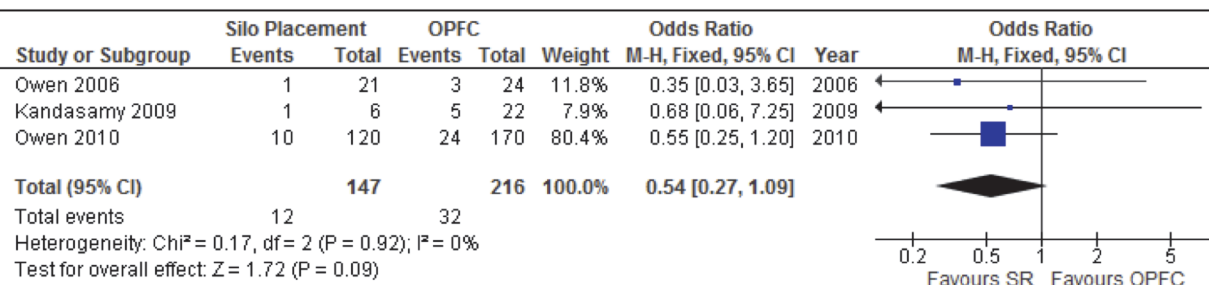 Silo Placement OPFC Odds Ratio Odds Ratio
Study or Subgroup Events Total Events Total Weight M-H, Fixed, 95% CI Year M-H, Fixed, 95% CI
Owen 2006 1 21 3 24 11.8% 0.35 [0.03, 3.65] 2006
Kandasamy 2009 1 6 5 22 7.9% 0.68 [0.06, 7.25] 2009
Owen 2010 10 120 24 170 80.4% 0.55 [0.25, 1.20] 2010
Total (95% CI) 147 216 100.0% 0.54 [0.27, 1.09]
Total events 12 32
Heterogeneity: Chi² = 0.17, df = 2 (P = 0.92); I² = 0%
Test for overall effect: Z = 1.72 (P = 0.09)
0.2 0.5 1 2 5
Favours SR Favours OPFC